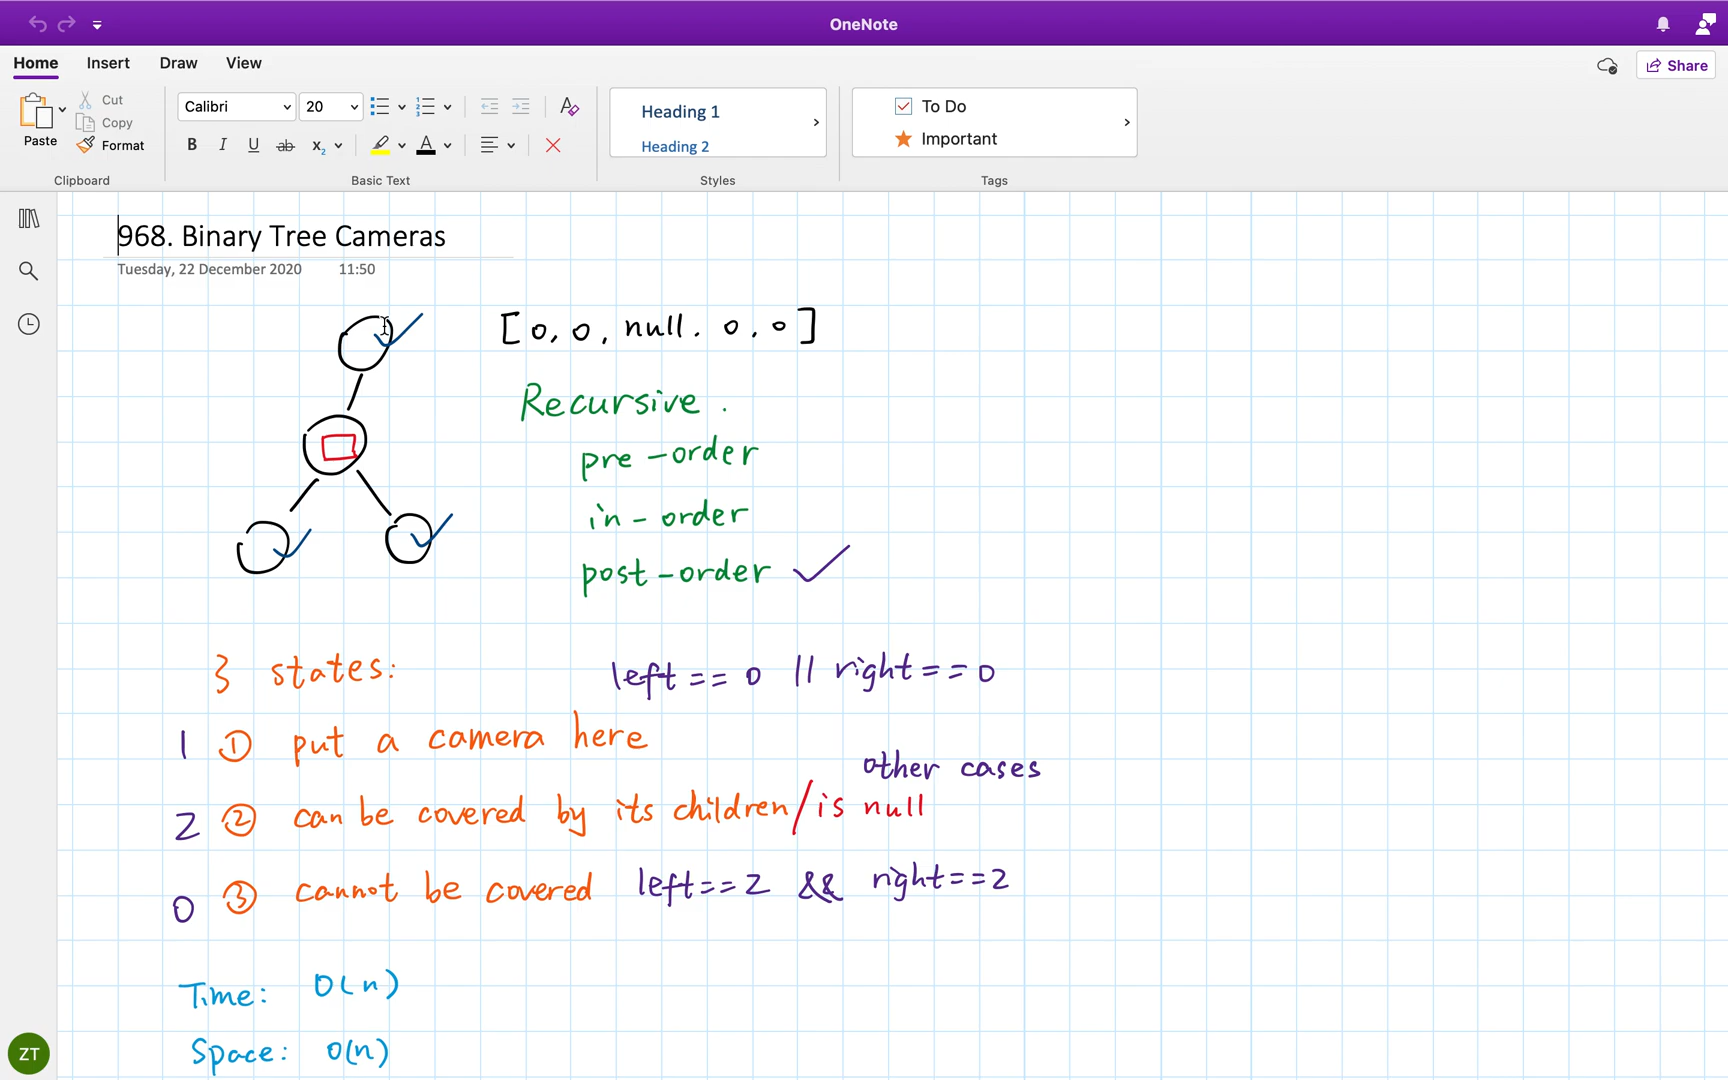 OneNote
Home Insert Draw View
Share
Paste
Cut
Copy
Format
Clipboard
Calibri 20
B I U ab x2 A
Basic Text
Heading 1
Heading 2
Styles
To Do
Important
Tags
968. Binary Tree Cameras
Tuesday, 22 December 2020 11:50
[0, 0, null. 0.0]
Recursive.
pre-order
in-order
post-order
3 states:
left == 0 || right == 0
1 ① put a camera here
other cases
2 ② can be covered by its children / is null
0 ③ cannot be covered left==2 && right==2
Time: O(n)
Space: O(n)
ZT